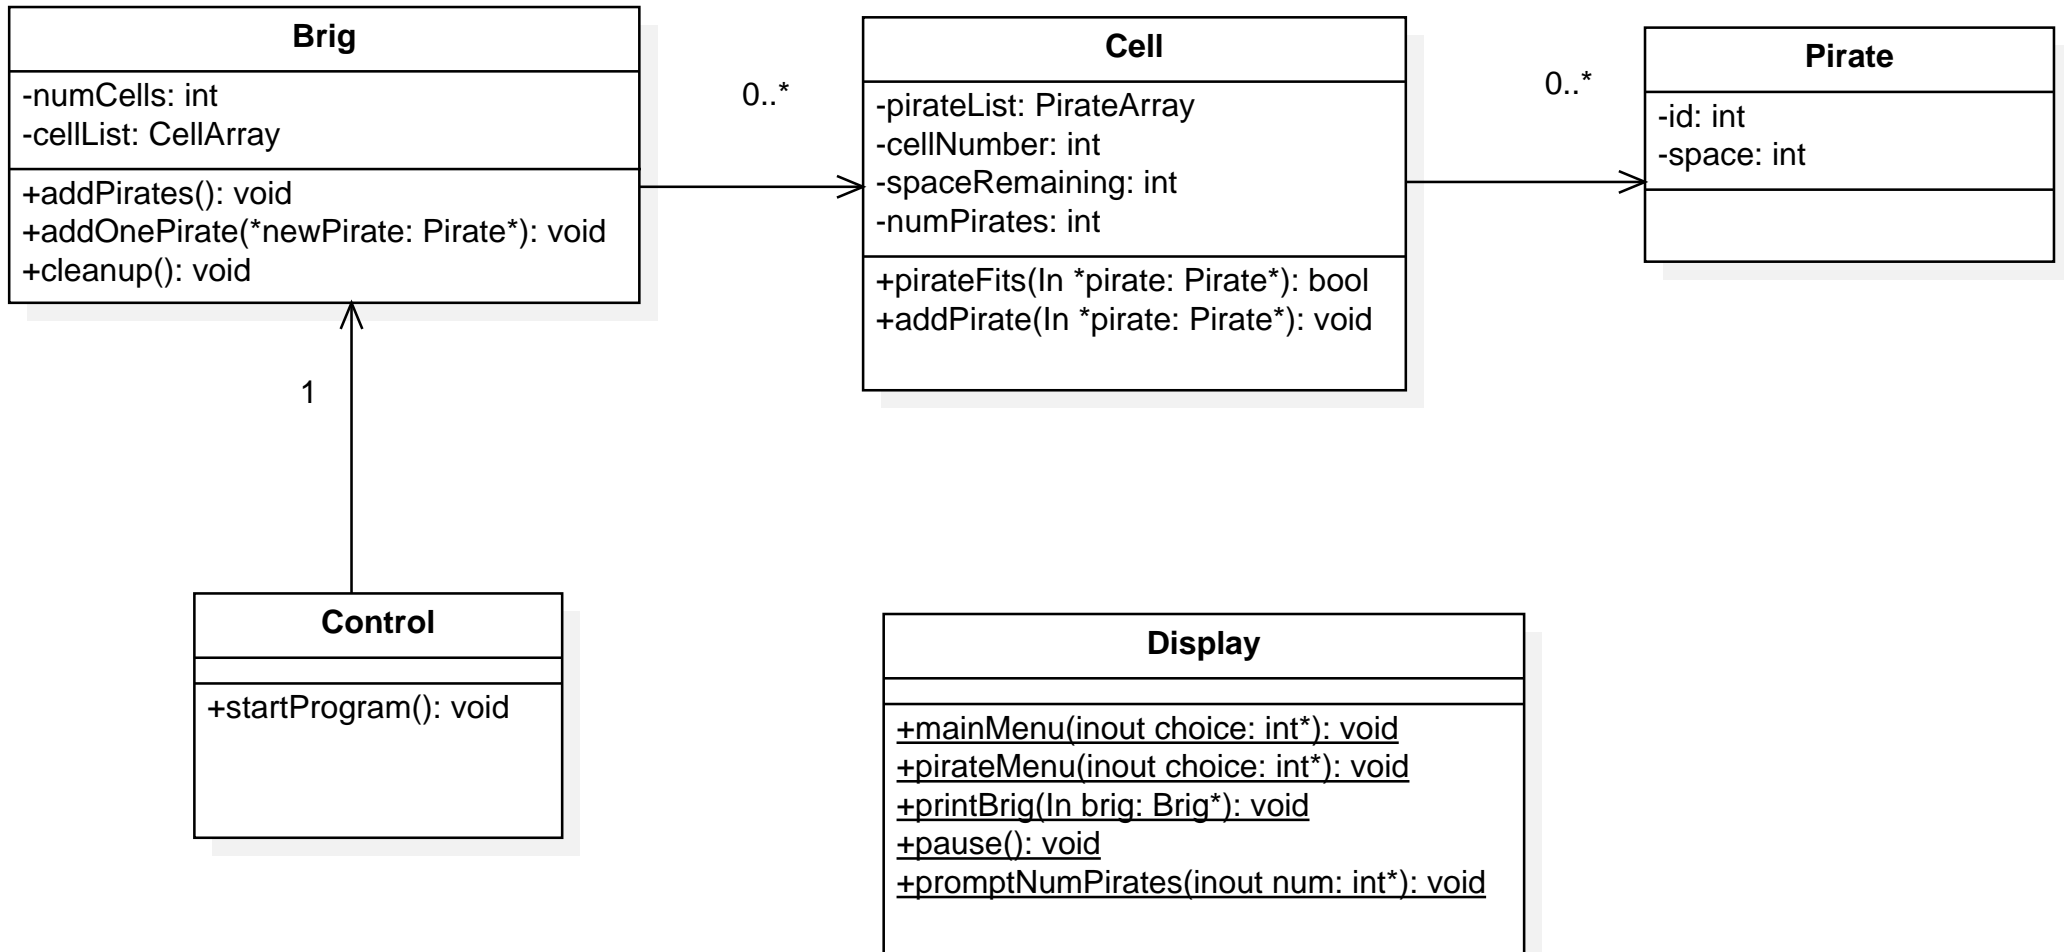 Brig
-numCells: int
-cellList: CellArray
+addPirates(): void
+addOnePirate(*newPirate: Pirate*): void
+cleanup(): void
0..*
Cell
-pirateList: PirateArray
-cellNumber: int
-spaceRemaining: int
-numPirates: int
+pirateFits(In *pirate: Pirate*): bool
+addPirate(In *pirate: Pirate*): void
0..*
Pirate
-id: int
-space: int
1
Control
+startProgram(): void
Display
+mainMenu(inout choice: int*): void
+pirateMenu(inout choice: int*): void
+printBrig(In brig: Brig*): void
+pause(): void
+promptNumPirates(inout num: int*): void